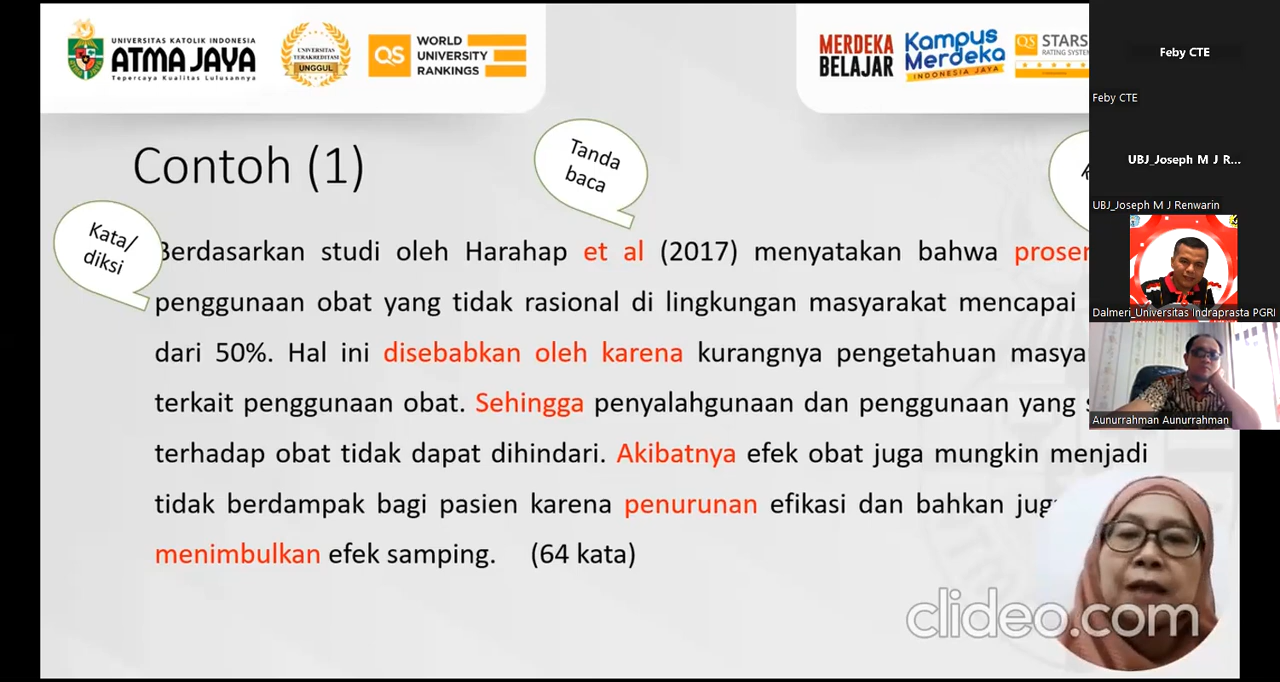 UNIVERSITAS KATOLIK INDONESIA
ATMA JAYA
Tepercaya Kualitas Lulusannya
UNIVERSITAS
TERAKREDITASI
UNGGUL
QS
WORLD
UNIVERSITY
RANKINGS
MERDEKA
BELAJAR
Kampus
Merdeka
INDONESIA JAYA
QS
STARS
RATING SYSTEM
Feby CTE
Feby CTE
UBJ_Joseph M J R...
UBJ_Joseph M J Renwarin
Dalmeri_Universitas Indraprasta PGRI
Aunurrahman Aunurrahman
Contoh (1)
Tanda
baca
Kata/
diksi
Berdasarkan studi oleh Harahap et al (2017) menyatakan bahwa prosen
penggunaan obat yang tidak rasional di lingkungan masyarakat mencapai
dari 50%. Hal ini disebabkan oleh karena kurangnya pengetahuan masya
terkait penggunaan obat. Sehingga penyalahgunaan dan penggunaan yang s
terhadap obat tidak dapat dihindari. Akibatnya efek obat juga mungkin menjadi
tidak berdampak bagi pasien karena penurunan efikasi dan bahkan juga
menimbulkan efek samping. (64 kata)
clideo.com